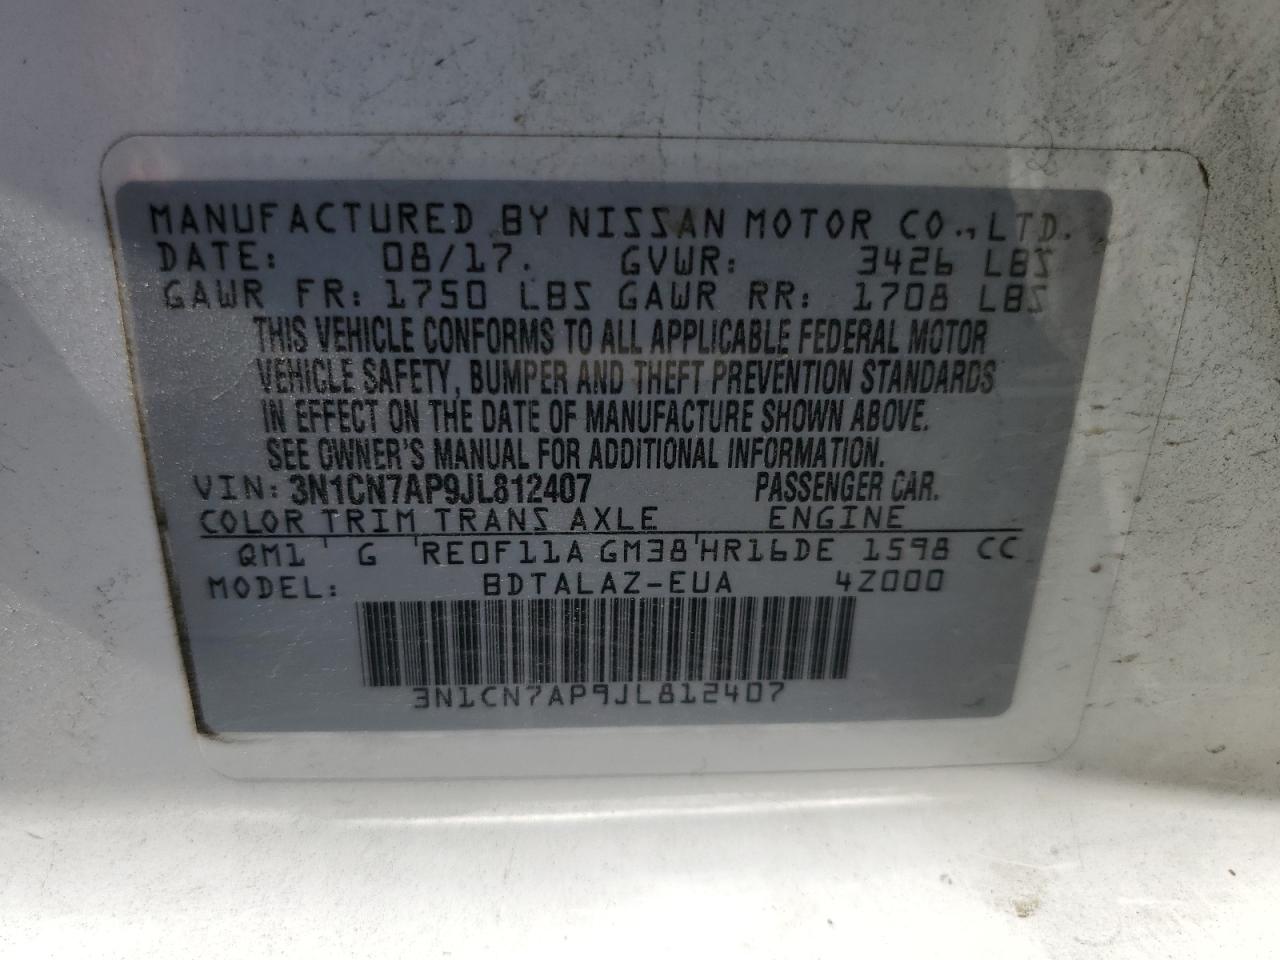 MANUFACTURED BY NISSAN MOTOR CO., LTD.
DATE: 08/17. GVWR: 3426 LBS
GAWR FR: 1750 LBS GAWR RR: 1708 LBS
THIS VEHICLE CONFORMS TO ALL APPLICABLE FEDERAL MOTOR
VEHICLE SAFETY, BUMPER AND THEFT PREVENTION STANDARDS
IN EFFECT ON THE DATE OF MANUFACTURE SHOWN ABOVE.
SEE OWNER'S MANUAL FOR ADDITIONAL INFORMATION.
VIN: 3N1CN7AP9JL812407 PASSENGER CAR.
COLOR TRIM TRANS AXLE ENGINE
QM1 ' G 'RE0F11A GM38'HR16DE 1598 CC
MODEL: BDTALAZ-EUA 4Z000
3N1CN7AP9JL812407